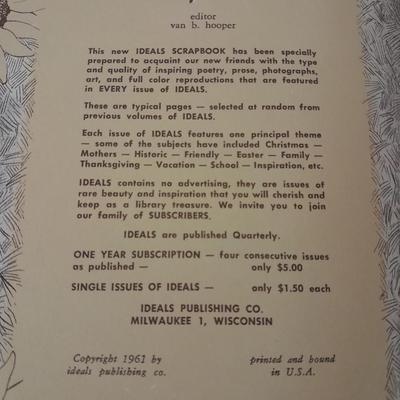 editor
van b. hooper
This new IDEALS SCRAPBOOK has been specially
prepared to acquaint our new friends with the type
and quality of inspiring poetry, prose, photographs,
art, and full color reproductions that are featured
in EVERY issue of IDEALS.
These are typical pages — selected at random from
previous volumes of IDEALS.
Each issue of IDEALS features one principal theme
— some of the subjects have included Christmas —
Mothers — Historic — Friendly — Easter — Family —
Thanksgiving — Vacation — School — Inspiration, etc.
IDEALS contains no advertising, they are issues of
rare beauty and inspiration that you will cherish and
keep as a library treasure. We invite you to join
our family of SUBSCRIBERS.
IDEALS are published Quarterly.
ONE YEAR SUBSCRIPTION — four consecutive issues
as published — only $5.00
SINGLE ISSUES OF IDEALS — only $1.50 each
IDEALS PUBLISHING CO.
MILWAUKEE 1, WISCONSIN
Copyright 1961 by printed and bound
ideals publishing co. in U.S.A.